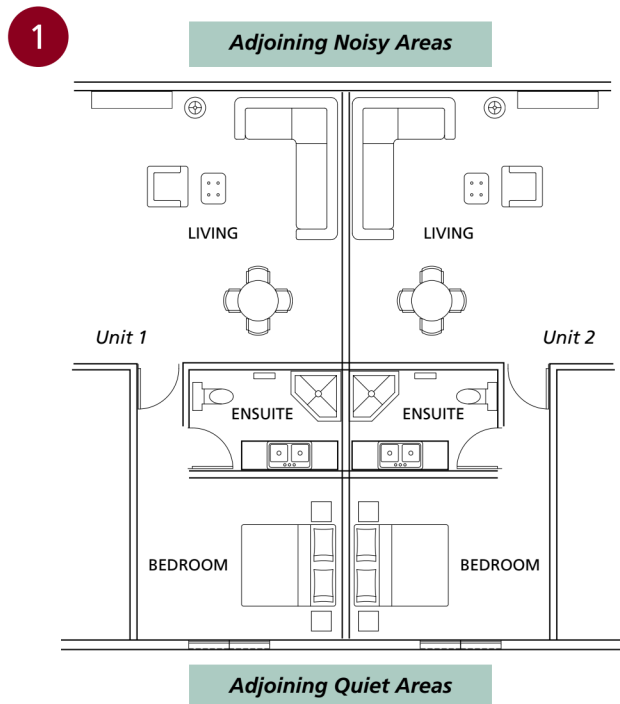 1
Adjoining Noisy Areas
LIVING
LIVING
Unit 1
Unit 2
ENSUITE
ENSUITE
BEDROOM
BEDROOM
Adjoining Quiet Areas